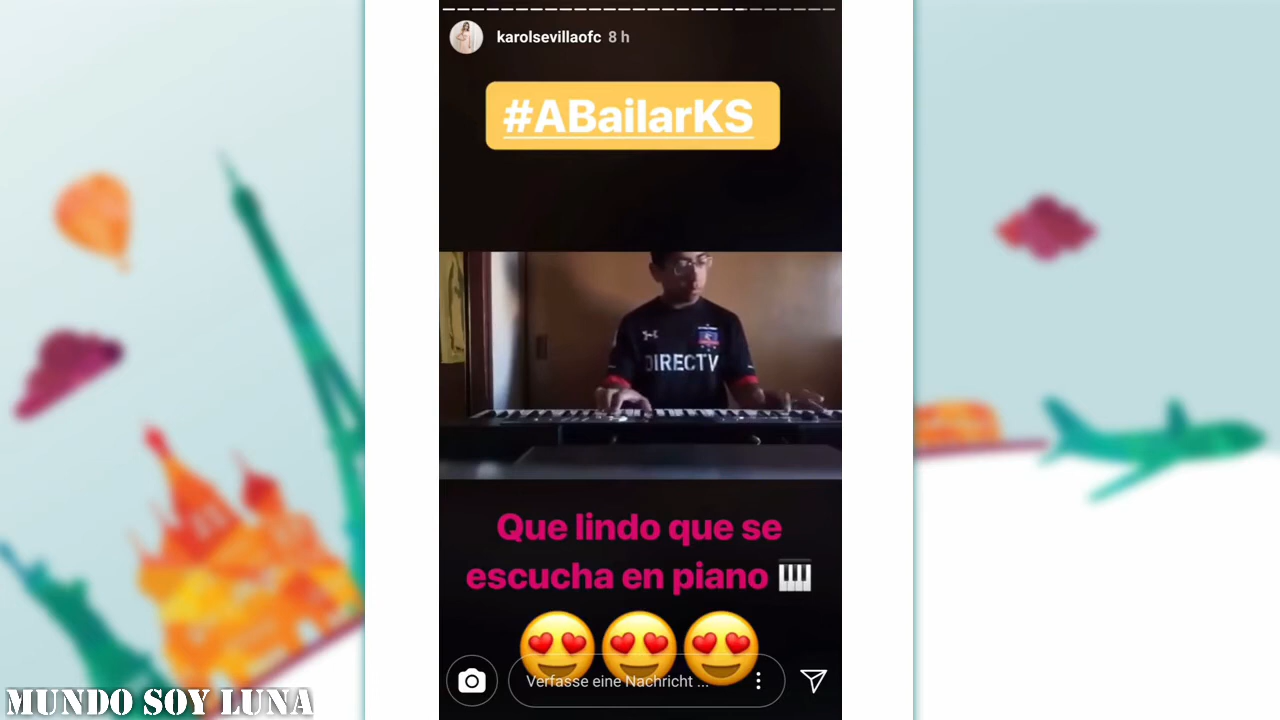 karolsevillaofc 8 h
#ABailarKS
DIRECTV
Que lindo que se
escucha en piano
Verfasse eine Nachricht ...
MUNDO SOY LUNA